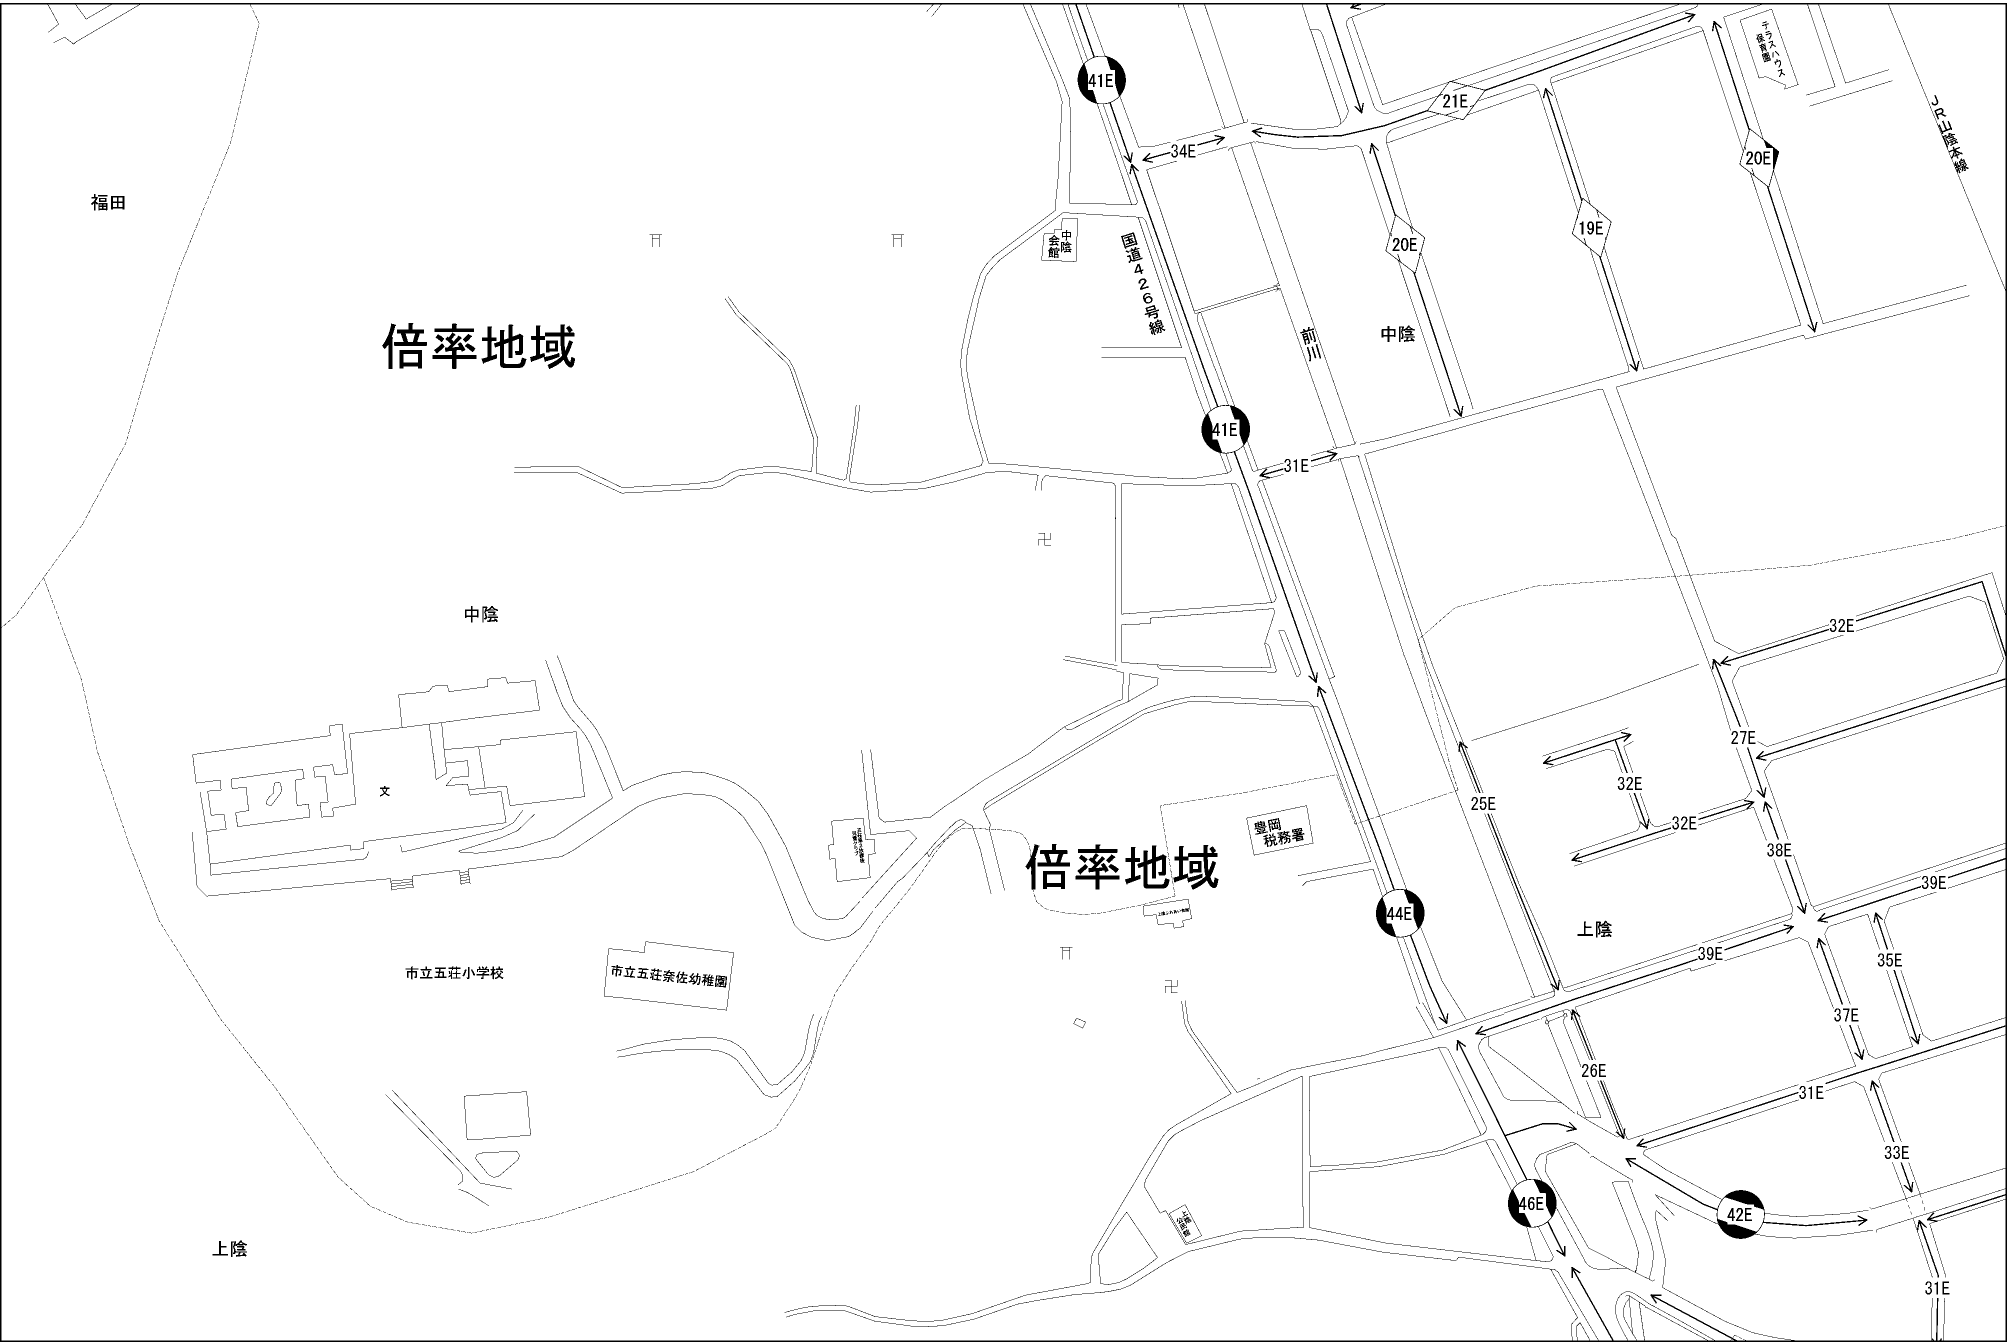 テラスハウス
保育園
41E
21E
JR山陰本線
34E
20E
福田
19E
20E
中陰
会館
国道426号線
倍率地域
前川
中陰
41E
31E
中陰
32E
27E
文
32E
25E
32E
豊岡
税務署
38E
倍率地域
39E
44E
上陰
39E
35E
市立五荘小学校
市立五荘奈佐幼稚園
37E
26E
31E
33E
46E
42E
上陰
31E